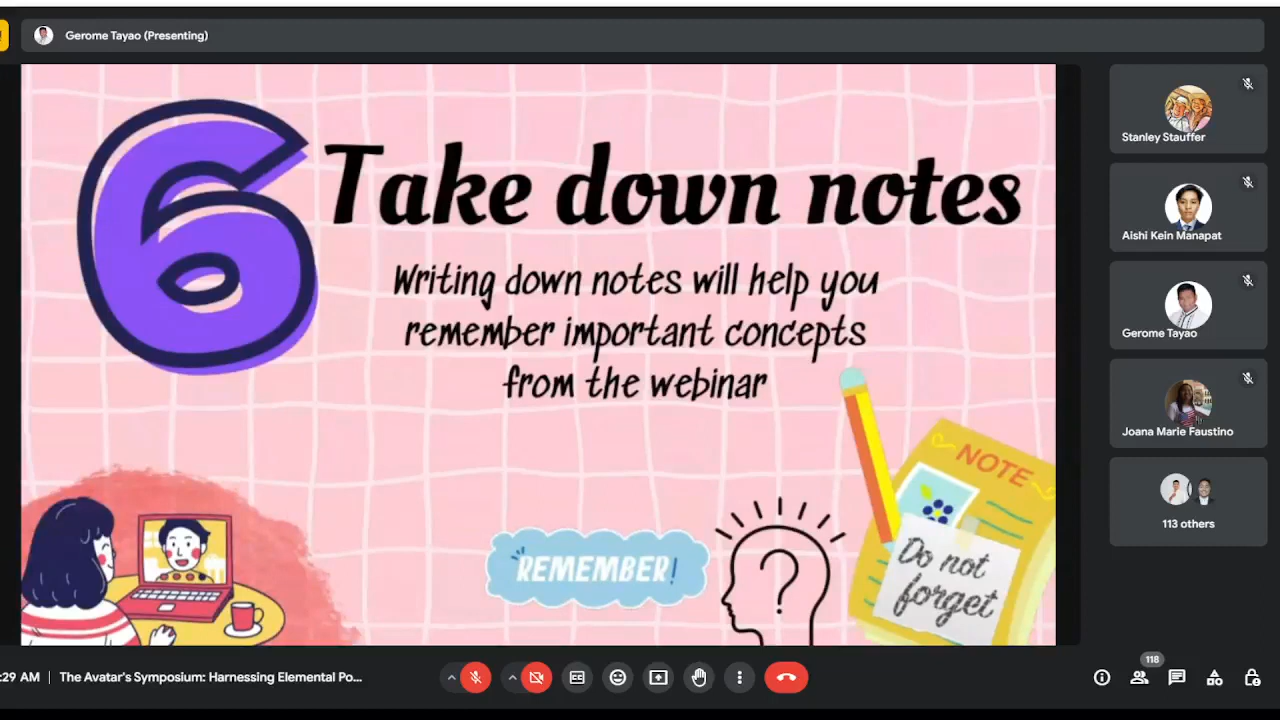 Gerome Tayao (Presenting)
6
Take down notes
Writing down notes will help you
remember important concepts
from the webinar
NOTE
REMEMBER!
?
Do not
forget
Stanley Stauffer
Aishi Kein Manapat
Gerome Tayao
Joana Marie Faustino
113 others
:29 AM | The Avatar's Symposium: Harnessing Elemental Po...
118